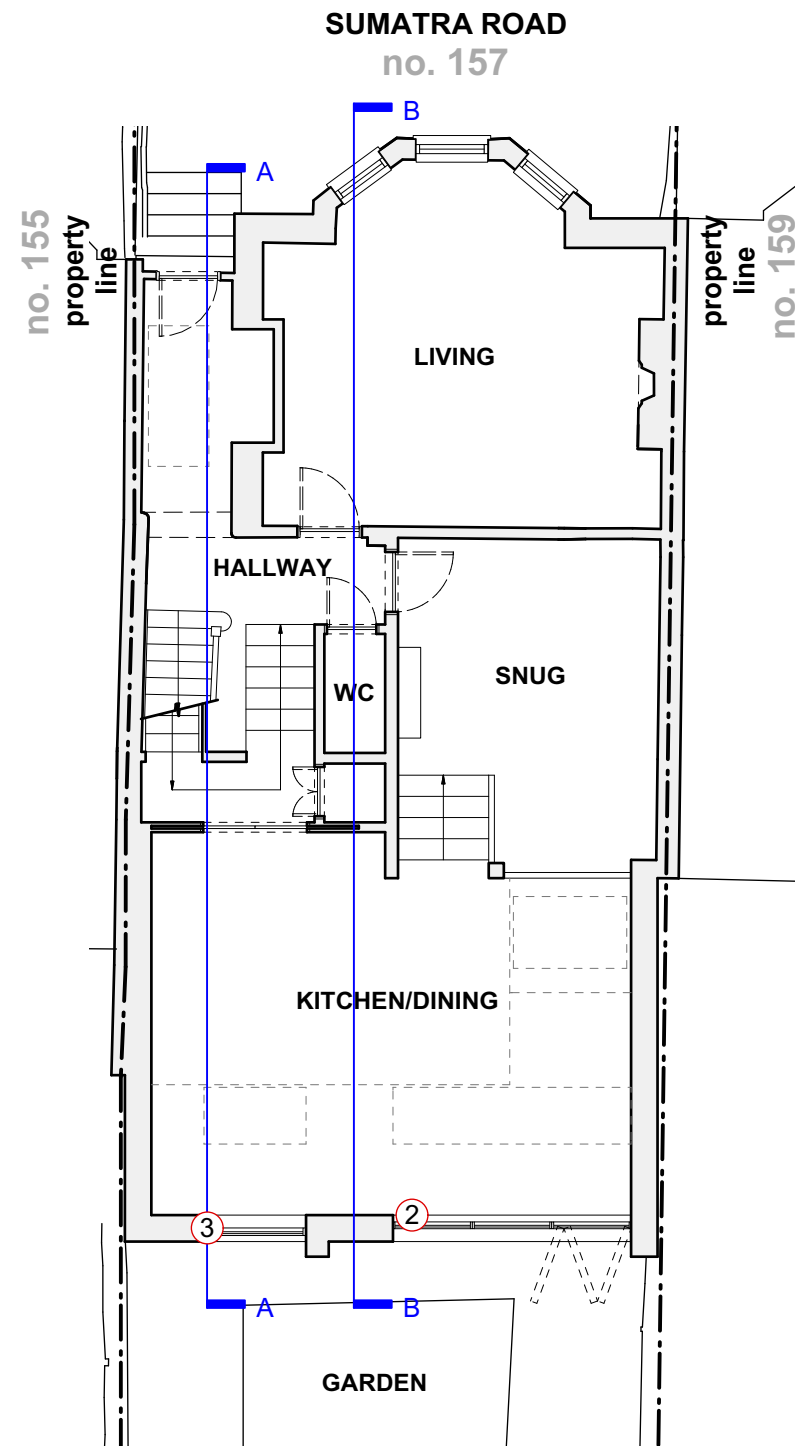 SUMATRA ROAD
no. 157
B
A
no. 155
property
line
property
line
no. 159
LIVING
HALLWAY
WC
SNUG
KITCHEN/DINING
3
2
A
B
GARDEN